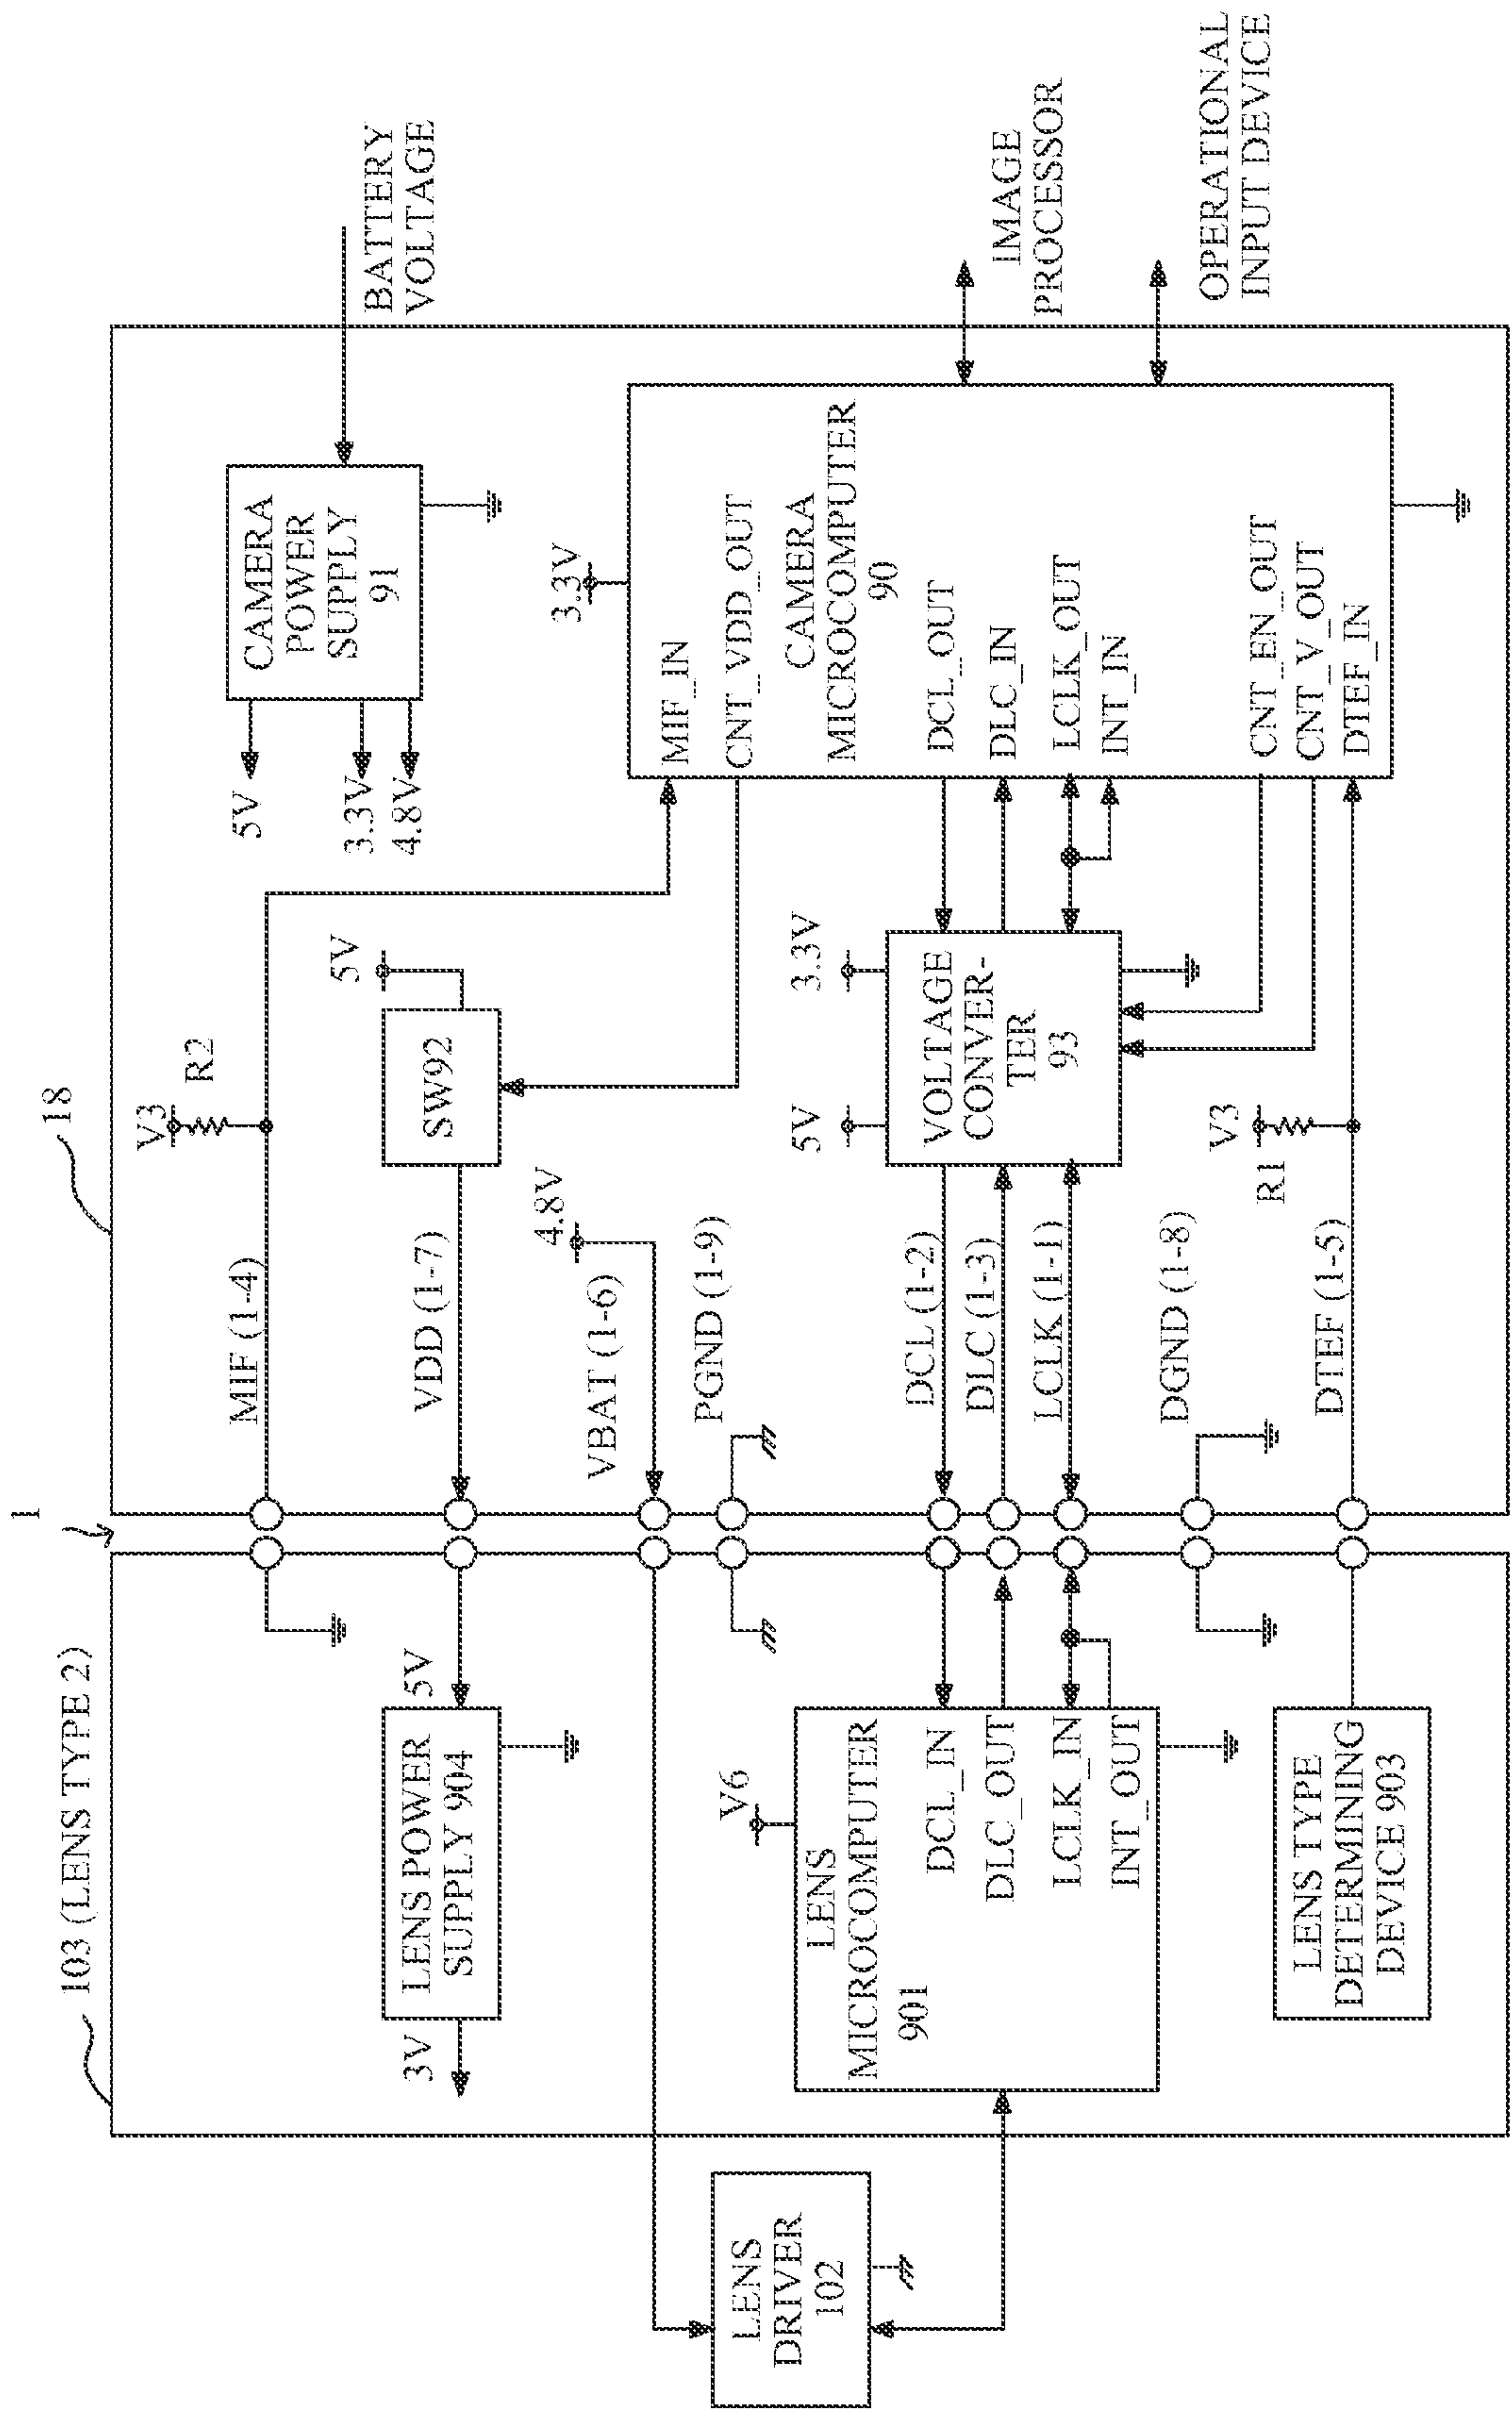 1
103 (LENS TYPE 2)
18
MIF (1-4)
V3
R2
5V
3.3V
4.8V
CAMERA
POWER
SUPPLY
91
BATTERY
VOLTAGE
3V
LENS POWER
SUPPLY 904
5V
VDD (1-7)
SW92
5V
MIF_IN
CNT_VDD_OUT
3.3V
VBAT (1-6)
4.8V
PGND (1-9)
CAMERA
MICROCOMPUTER
90
IMAGE
PROCESSOR
LENS
DRIVER
102
LENS
MICROCOMPUTER
901
V6
DCL_IN
DLC_OUT
LCLK_IN
INT_OUT
DCL (1-2)
DLC (1-3)
LCLK (1-1)
5V
3.3V
VOLTAGE
CONVER-
TER
93
DCL_OUT
DLC_IN
LCLK_OUT
INT_IN
OPERATIONAL
INPUT DEVICE
DGND (1-8)
V3
R1
CNT_EN_OUT
CNT_V_OUT
DTEF_IN
LENS TYPE
DETERMINING
DEVICE 903
DTEF (1-5)